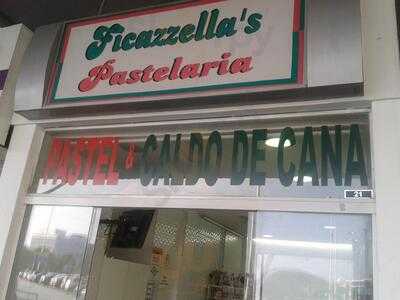 Ficazzella's
Pastelaria
PASTEL & CALDO DE CANA
21